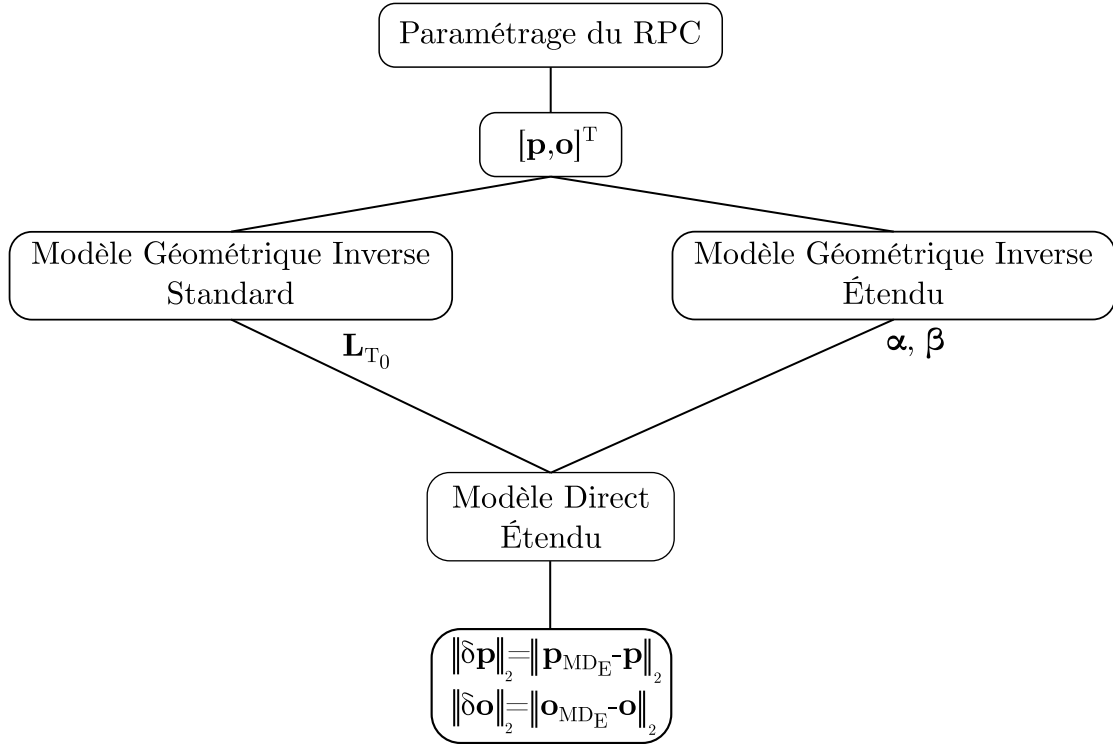 Paramétrage du RPC
[p,o]ᵀ
Modèle Géométrique Inverse
Standard
Modèle Géométrique Inverse
Étendu
L_T₀
α, β
Modèle Direct
Étendu
‖δp‖₂=‖p_MD_E-p‖₂
‖δo‖₂=‖o_MD_E-o‖₂